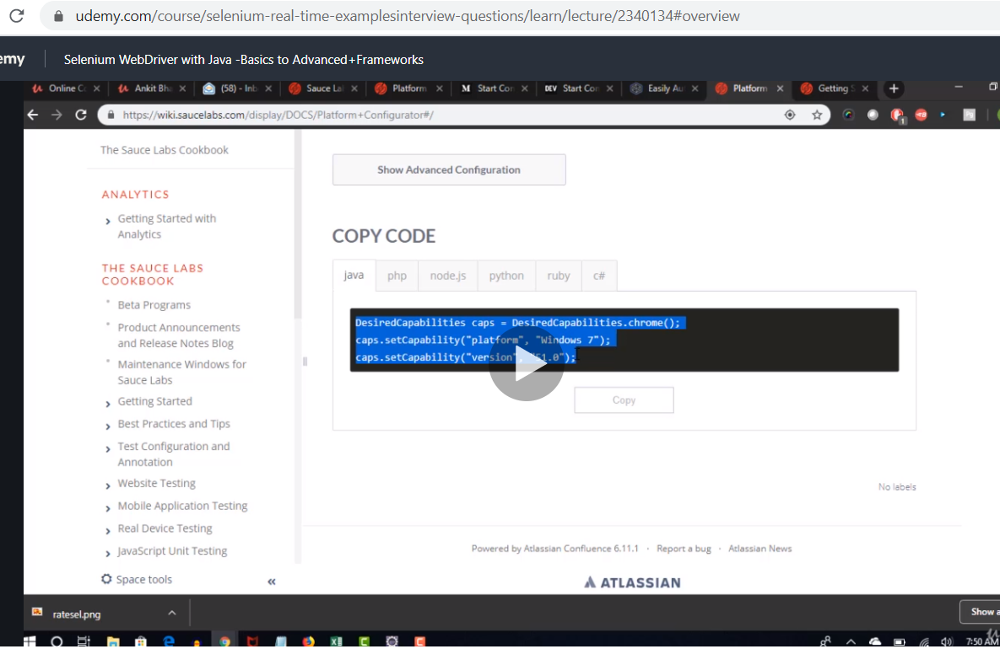 udemy.com/course/selenium-real-time-examplesinterview-questions/learn/lecture/2340134#overview
emy Selenium WebDriver with Java -Basics to Advanced+Frameworks
Online Co Ankit Bha (58) - Inb Sauce La Platform Start Con DEV Start Con Easily Au Platform Getting S
https://wiki.saucelabs.com/display/DOCS/Platform+Configurator#/
The Sauce Labs Cookbook
ANALYTICS
Getting Started with
Analytics
THE SAUCE LABS
COOKBOOK
Beta Programs
Product Announcements
and Release Notes Blog
Maintenance Windows for
Sauce Labs
Getting Started
Best Practices and Tips
Test Configuration and
Annotation
Website Testing
Mobile Application Testing
Real Device Testing
JavaScript Unit Testing
Space tools
Show Advanced Configuration
COPY CODE
java php node.js python ruby c#
DesiredCapabilities caps = DesiredCapabilities.chrome();
caps.setCapability("platform", "Windows 7");
caps.setCapability("version", "51.0");
Copy
No labels
Powered by Atlassian Confluence 6.11.1 · Report a bug · Atlassian News
ATLASSIAN
ratesel.png
Show a
7:50 AM